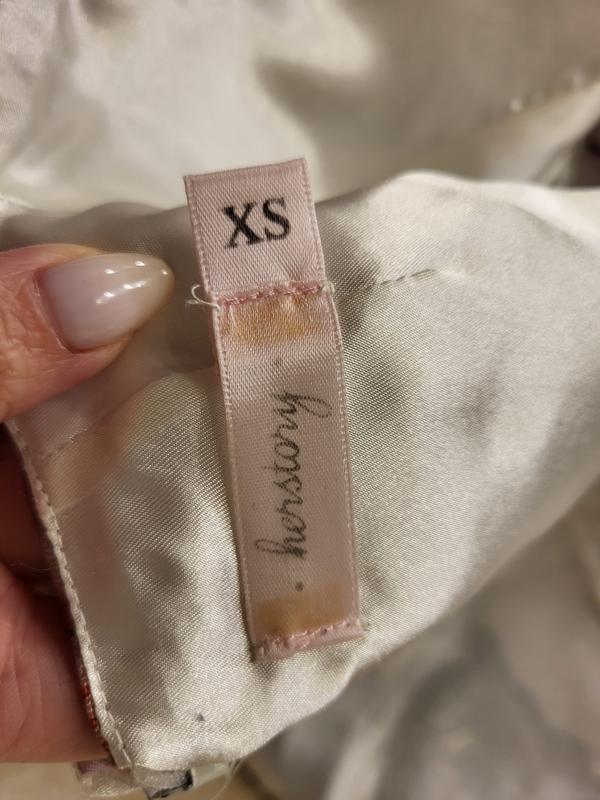 XS
• herstory •